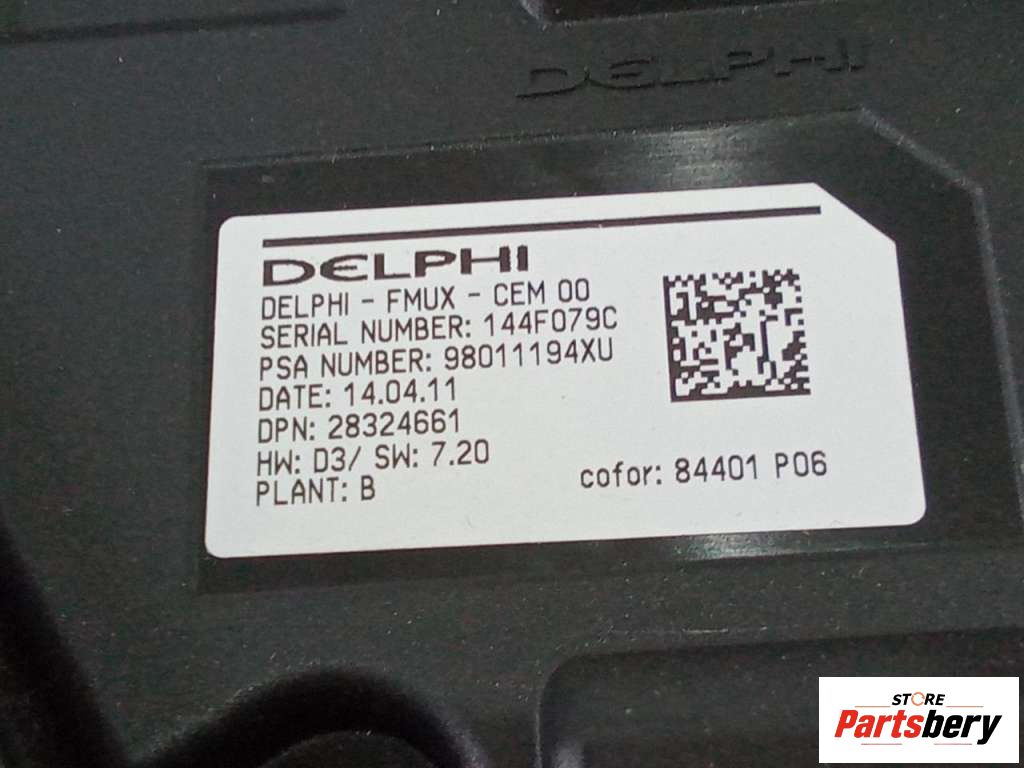 DELPHI
DELPHI
DELPHI - FMUX - CEM 00
SERIAL NUMBER: 144F079C
PSA NUMBER: 98011194XU
DATE: 14.04.11
DPN: 28324661
HW: D3/ SW: 7.20
PLANT: B
cofor: 84401 P06
STORE
Partsbery